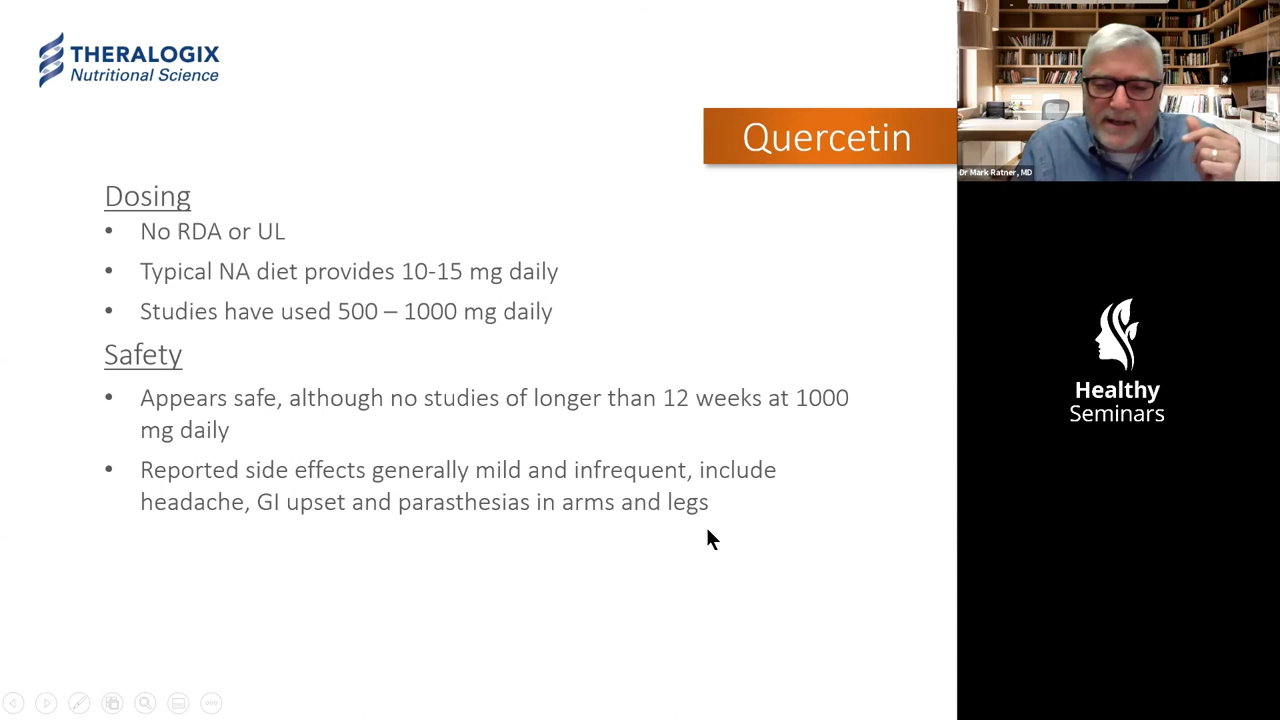 THERALOGIX
Nutritional Science
Quercetin
Dr Mark Ratner, MD
Dosing
• No RDA or UL
• Typical NA diet provides 10-15 mg daily
• Studies have used 500 – 1000 mg daily
Safety
• Appears safe, although no studies of longer than 12 weeks at 1000
mg daily
• Reported side effects generally mild and infrequent, include
headache, GI upset and parasthesias in arms and legs
Healthy
Seminars